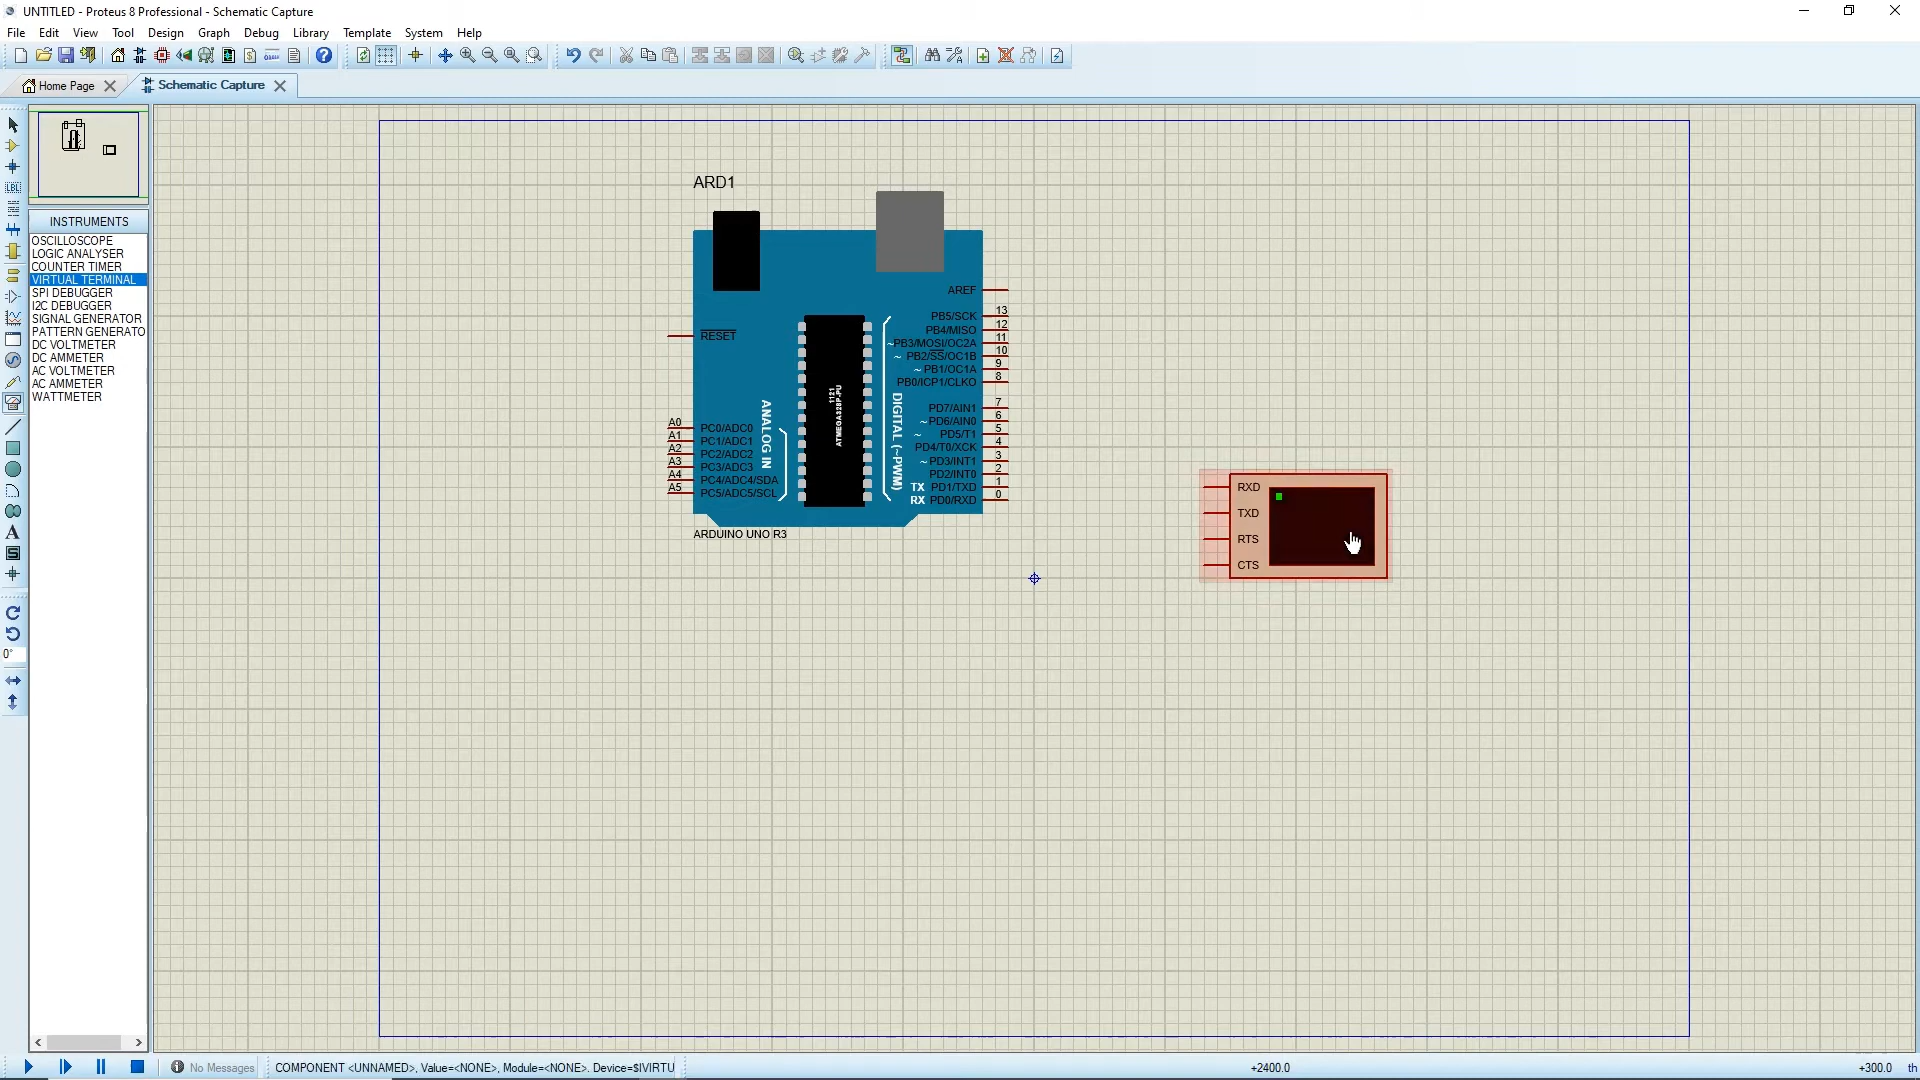 UNTITLED - Proteus 8 Professional - Schematic Capture
File Edit View Tool Design Graph Debug Library Template System Help
Home Page
Schematic Capture
LBL
A
S
0°
INSTRUMENTS
OSCILLOSCOPE
LOGIC ANALYSER
COUNTER TIMER
VIRTUAL TERMINAL
SPI DEBUGGER
I2C DEBUGGER
SIGNAL GENERATOR
PATTERN GENERATO
DC VOLTMETER
DC AMMETER
AC VOLTMETER
AC AMMETER
WATTMETER
ARD1
RESET
A0 PC0/ADC0
A1 PC1/ADC1
A2 PC2/ADC2
A3 PC3/ADC3
A4 PC4/ADC4/SDA
A5 PC5/ADC5/SCL
ANALOG IN
ATMEGA328P-PU
1121
DIGITAL (~PWM)
AREF
PB5/SCK 13
PB4/MISO 12
~PB3/MOSI/OC2A 11
~ PB2/SS/OC1B 10
~ PB1/OC1A 9
PB0/ICP1/CLKO 8
PD7/AIN1 7
~PD6/AIN0 6
~ PD5/T1 5
PD4/T0/XCK 4
~PD3/INT1 3
PD2/INT0 2
TX PD1/TXD 1
RX PD0/RXD 0
ARDUINO UNO R3
RXD
TXD
RTS
CTS
No Messages
COMPONENT <UNNAMED>, Value=<NONE>, Module=<NONE>. Device=$IVIRTU
+2400.0
+300.0 th